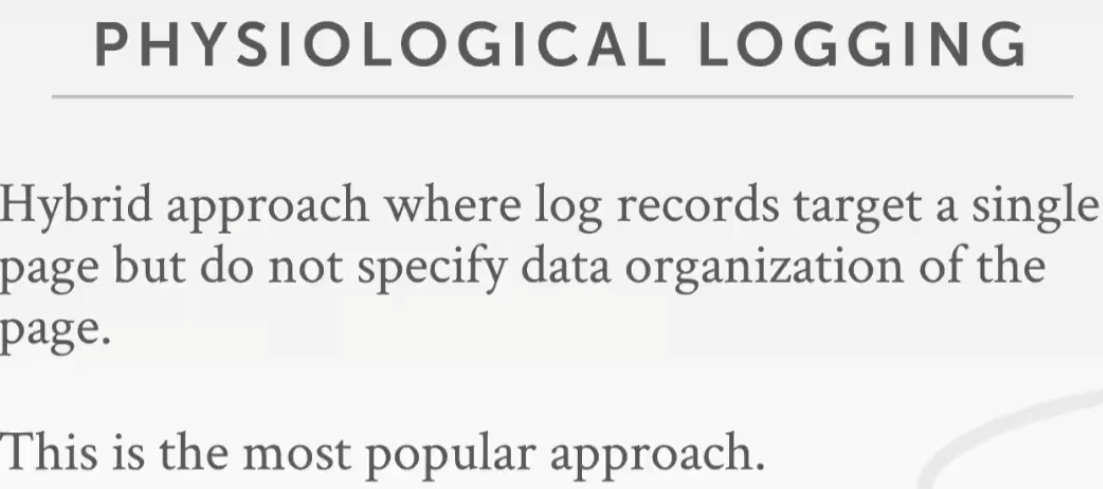 PHYSIOLOGICAL LOGGING
Hybrid approach where log records target a single
page but do not specify data organization of the
page.
This is the most popular approach.